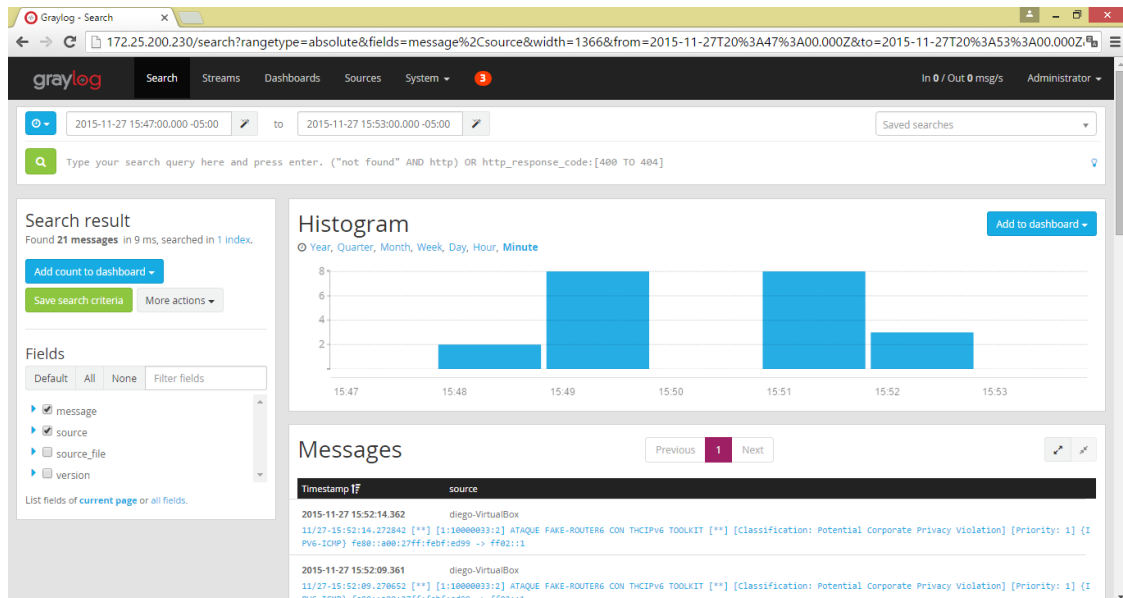 Graylog - Search
172.25.200.230/search?rangetype=absolute&fields=message%2Csource&width=1366&from=2015-11-27T20%3A47%3A00.000Z&to=2015-11-27T20%3A53%3A00.000Z
graylog Search Streams Dashboards Sources System 3 In 0 / Out 0 msg/s Administrator
2015-11-27 15:47:00.000 -05:00 to 2015-11-27 15:53:00.000 -05:00 Saved searches
Type your search query here and press enter. ("not found" AND http) OR http_response_code:[400 TO 404]
Search result
Found 21 messages in 9 ms, searched in 1 index.
Add count to dashboard
Save search criteria More actions
Fields
Default All None Filter fields
message
source
source_file
version
List fields of current page or all fields.
Histogram
Add to dashboard
Year, Quarter, Month, Week, Day, Hour, Minute
8
6
4
2
15:47 15:48 15:49 15:50 15:51 15:52 15:53
Messages
Previous 1 Next
Timestamp source
2015-11-27 15:52:14.362 diego-VirtualBox
11/27-15:52:14.272842 [**] [1:10000033:2] ATAQUE FAKE-ROUTER6 CON THCIPv6 TOOLKIT [**] [Classification: Potential Corporate Privacy Violation] [Priority: 1] {I
PV6-ICMP} fe80::a00:27ff:febf:ed99 -> ff02::1
2015-11-27 15:52:09.361 diego-VirtualBox
11/27-15:52:09.270652 [**] [1:10000033:2] ATAQUE FAKE-ROUTER6 CON THCIPv6 TOOLKIT [**] [Classification: Potential Corporate Privacy Violation] [Priority: 1] {I